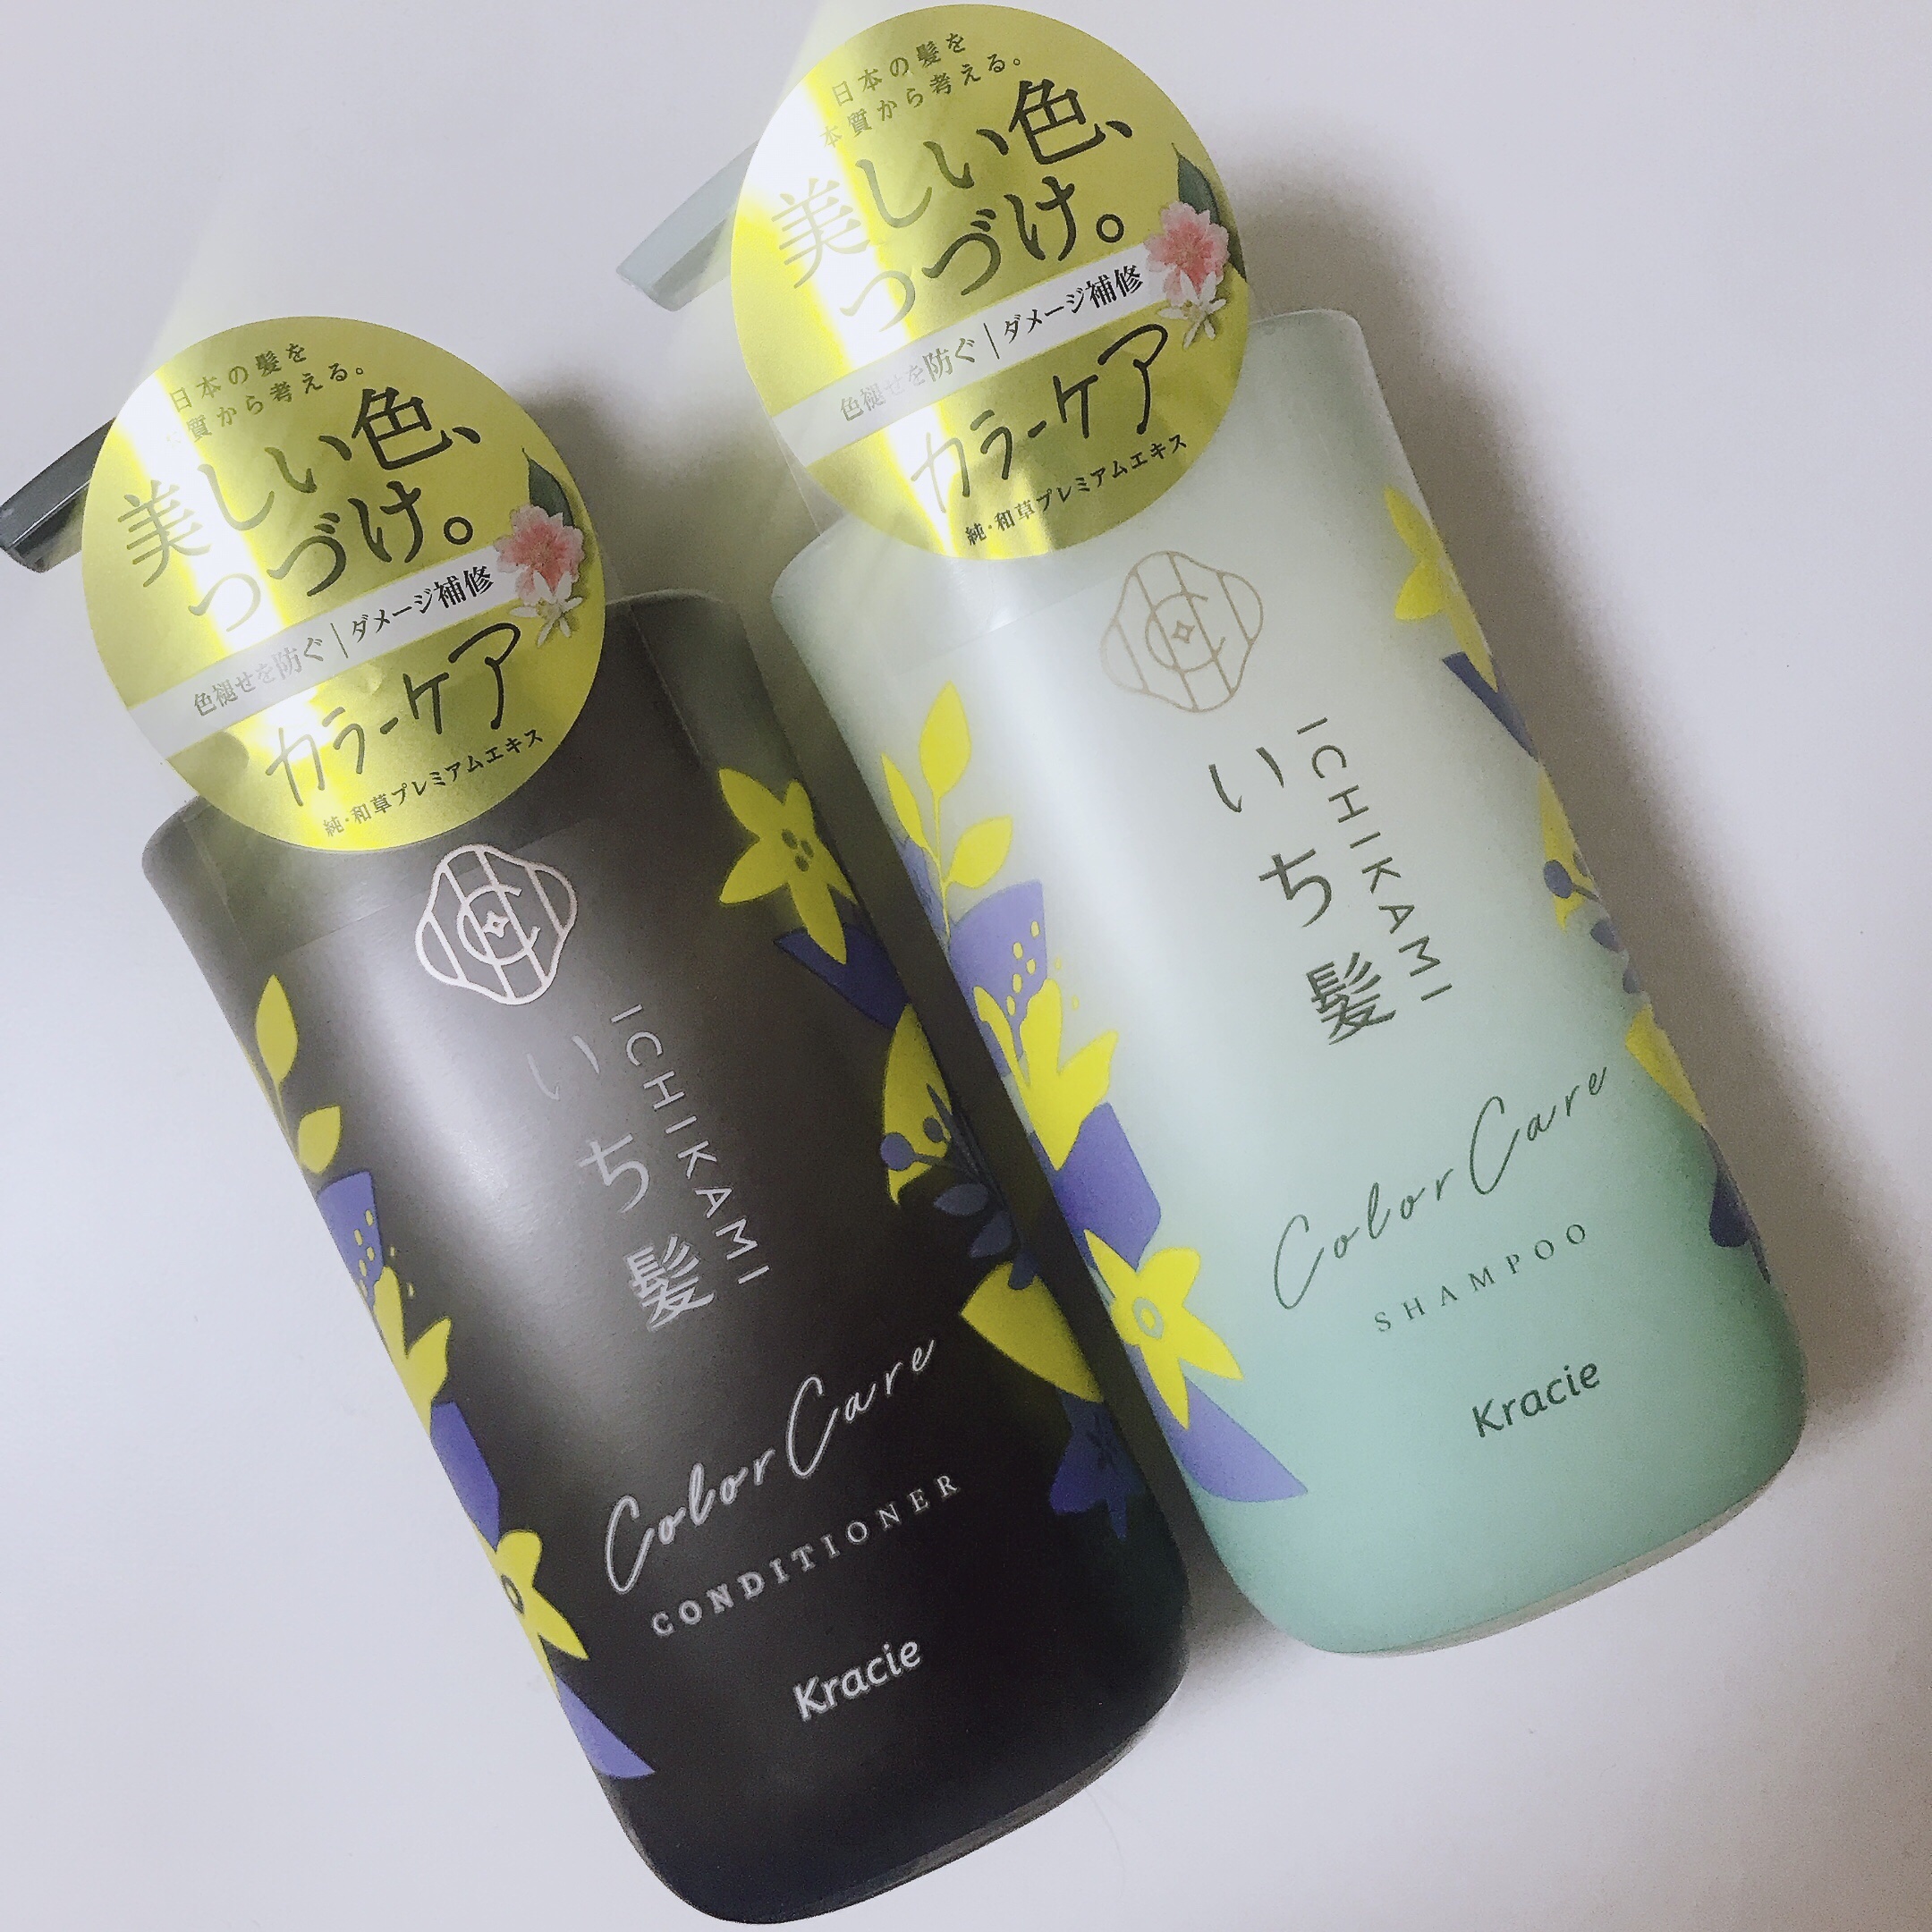 日本の髪を
本質から考える。
美しい色、
つづけ。
色褪せを防ぐ|ダメージ補修
カラーケア
純・和草プレミアムエキス
いち髪
ICHIKAMI
Color Care
CONDITIONER
Kracie
日本の髪を
本質から考える。
美しい色、
つづけ。
色褪せを防ぐ|ダメージ補修
カラーケア
純・和草プレミアムエキス
いち髪
ICHIKAMI
Color Care
SHAMPOO
Kracie